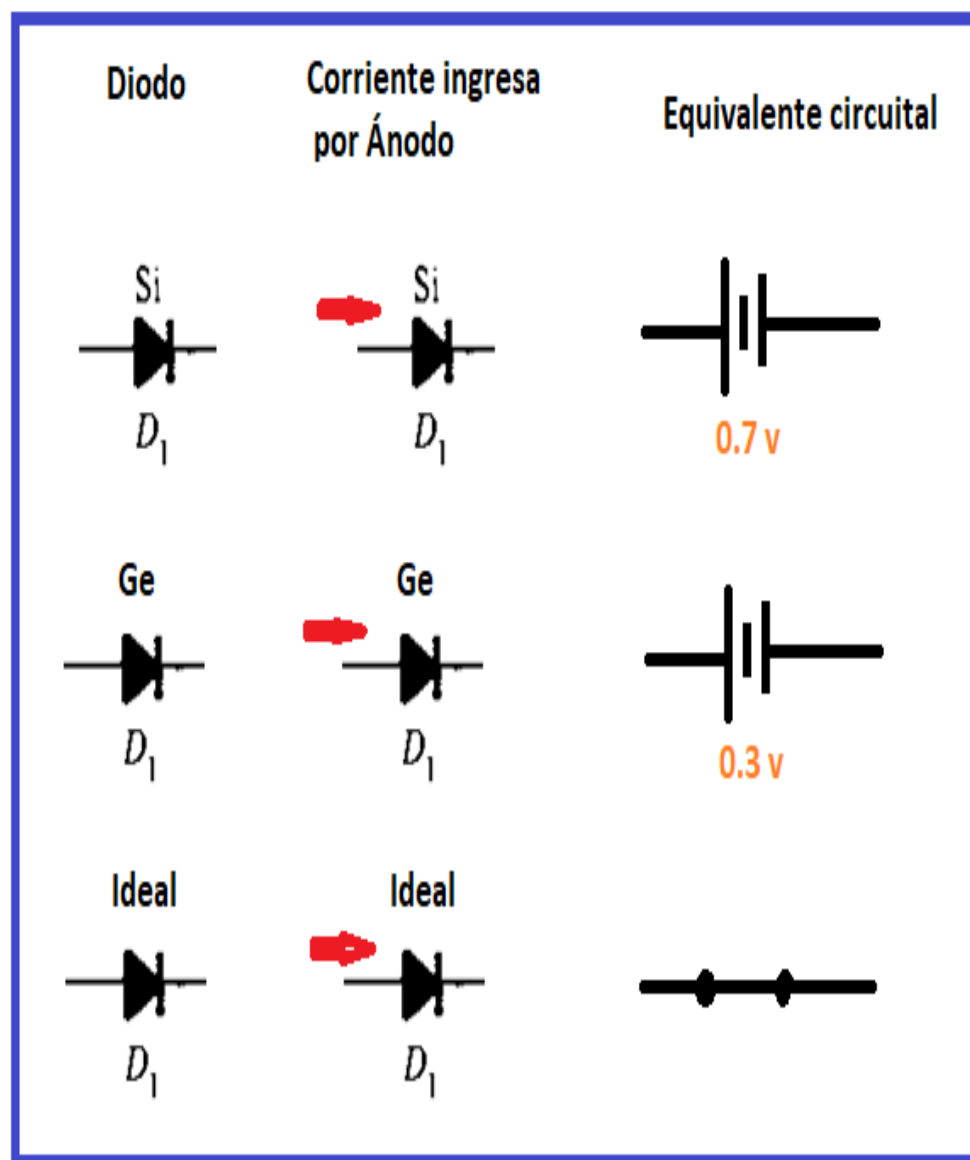 Diodo
Corriente ingresa
por Ánodo
Equivalente circuital
Si
Si
D1
D1
0.7 v
Ge
Ge
D1
D1
0.3 v
Ideal
Ideal
D1
D1